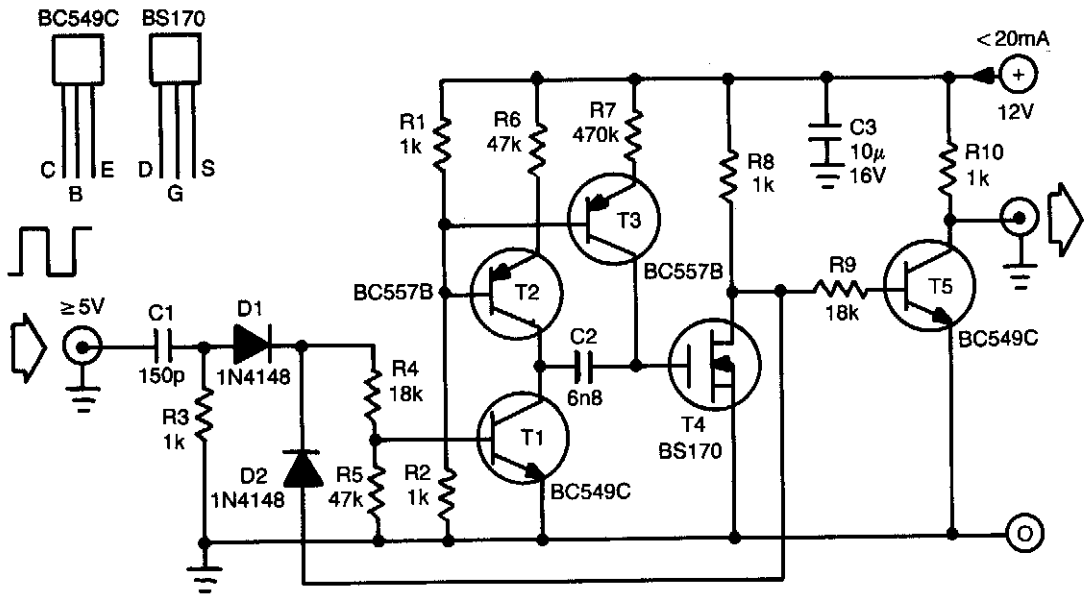 BC549C
BS170
C
B
E
D
G
S
<20mA
+
12V
R1
1k
R6
47k
R7
470k
R8
1k
C3
10µ
16V
R10
1k
T3
BC557B
BC557B
T2
R9
18k
T5
BC549C
≥5V
C1
150p
D1
1N4148
R3
1k
R4
18k
C2
6n8
T4
BS170
T1
BC549C
D2
1N4148
R5
47k
R2
1k
O